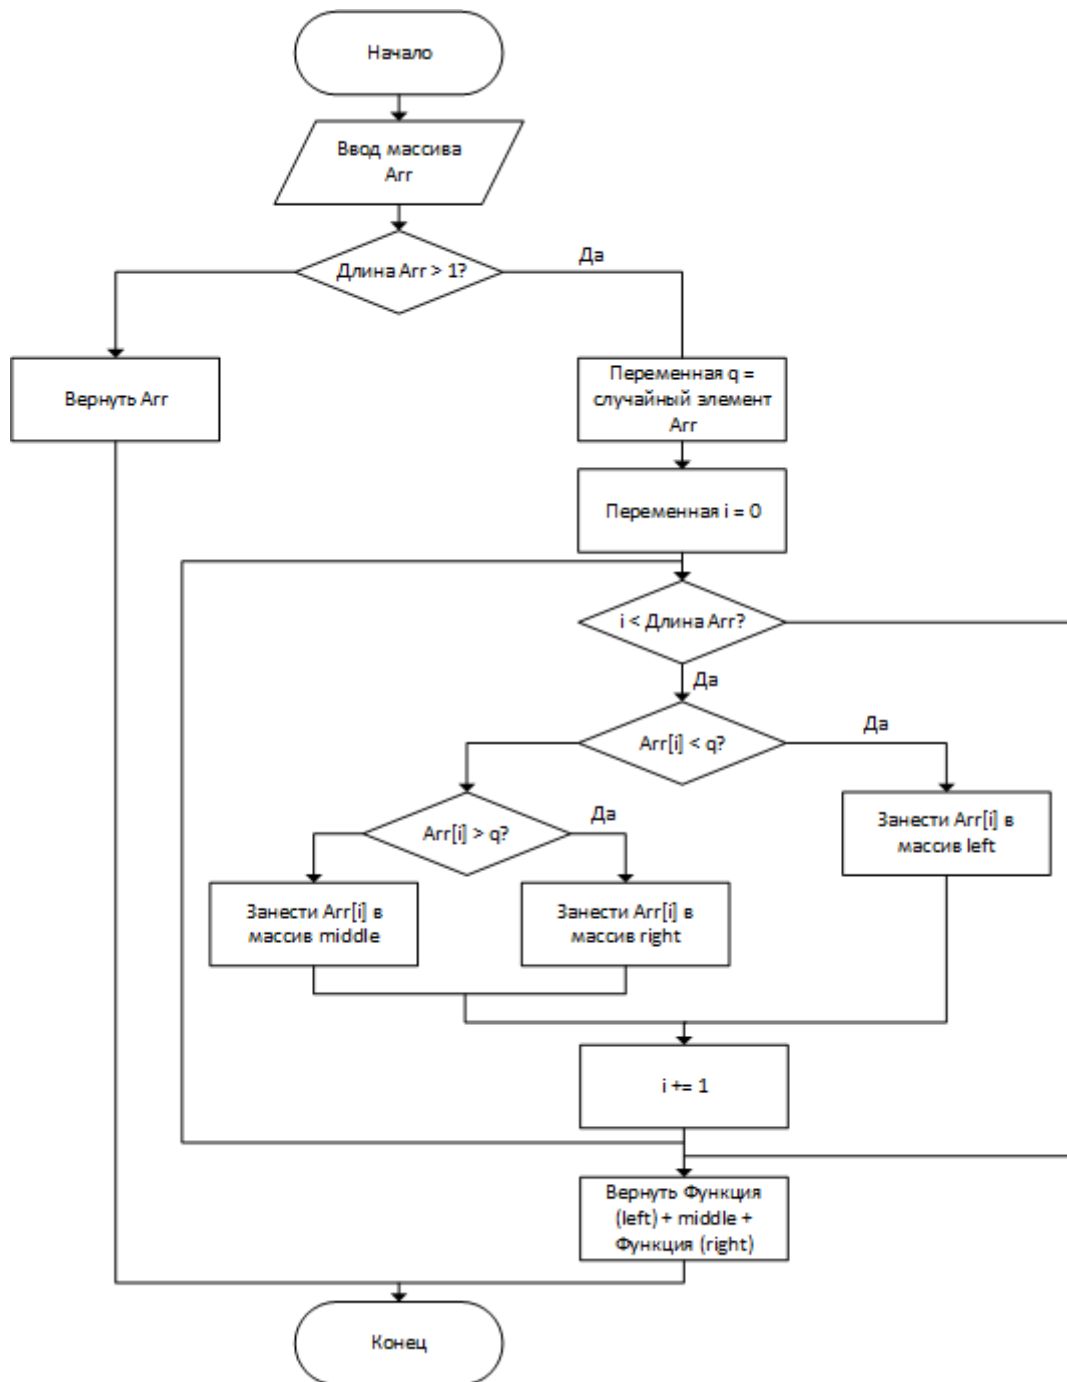 Начало
Ввод массива
Arr
Длина Arr > 1?
Да
Вернуть Arr
Переменная q =
случайный элемент
Arr
Переменная i = 0
i < Длина Arr?
Да
Arr[i] < q?
Да
Arr[i] > q?
Да
Занести Arr[i] в
массив left
Занести Arr[i] в
массив middle
Занести Arr[i] в
массив right
i += 1
Вернуть Функция
(left) + middle +
Функция (right)
Конец